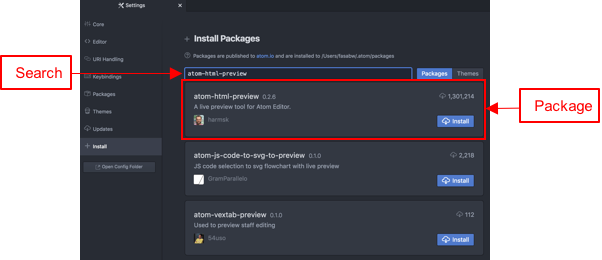 Settings
Core
Editor
URI Handling
Keybindings
Packages
Themes
Updates
Install
Open Config Folder
Install Packages
Packages are published to atom.io and are installed to /Users/fasatow/.atom/packages
Search
atom-html-preview
Packages
Themes
atom-html-preview 0.2.6
1,301,214
A live preview tool for Atom Editor.
harmsk
Install
Package
atom-js-code-to-svg-to-preview 0.1.0
2,218
JS code selection to svg flowchart with live preview
GramParallelo
Install
atom-vextab-preview 0.1.0
112
Used to preview staff editing
Install